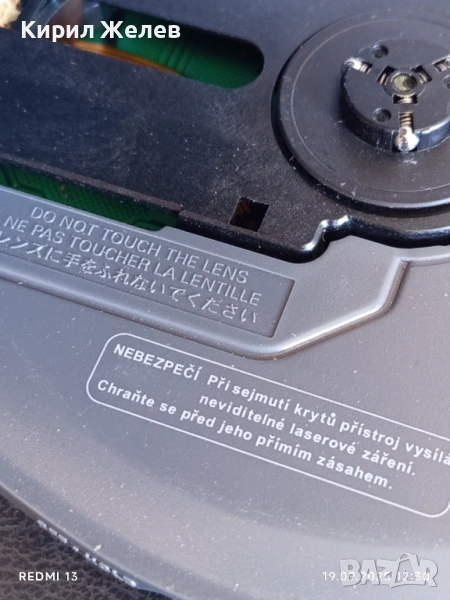 Кирил Желев
DO NOT TOUCH THE LENS
NE PAS TOUCHER LA LENTILLE
レンズに手をふれないでください
NEBEZPEČÍ Při sejmutí krytů přístroj vysílá
neviditelné laserové záření.
Chraňte se před jeho přímím zásahem.
REDMI 13
BAZAR